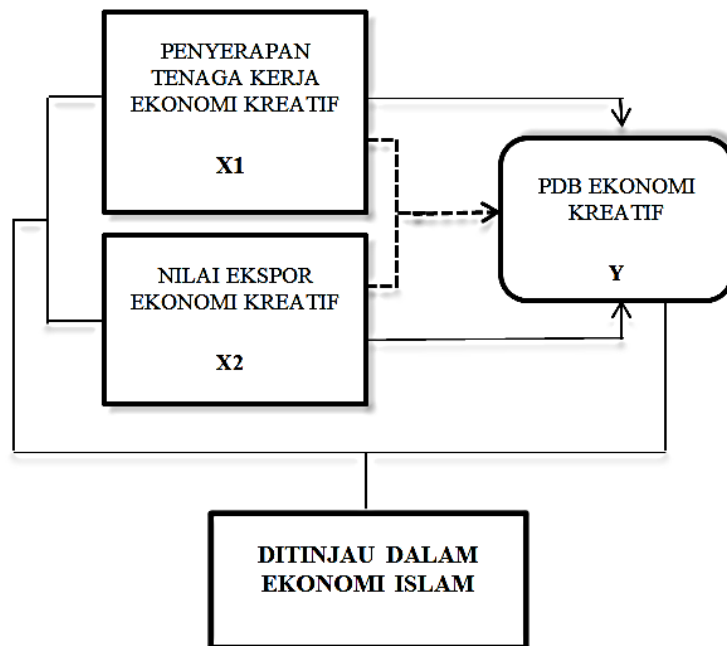 PENYERAPAN
TENAGA KERJA
EKONOMI KREATIF
X1
NILAI EKSPOR
EKONOMI KREATIF
X2
PDB EKONOMI
KREATIF
Y
DITINJAU DALAM
EKONOMI ISLAM